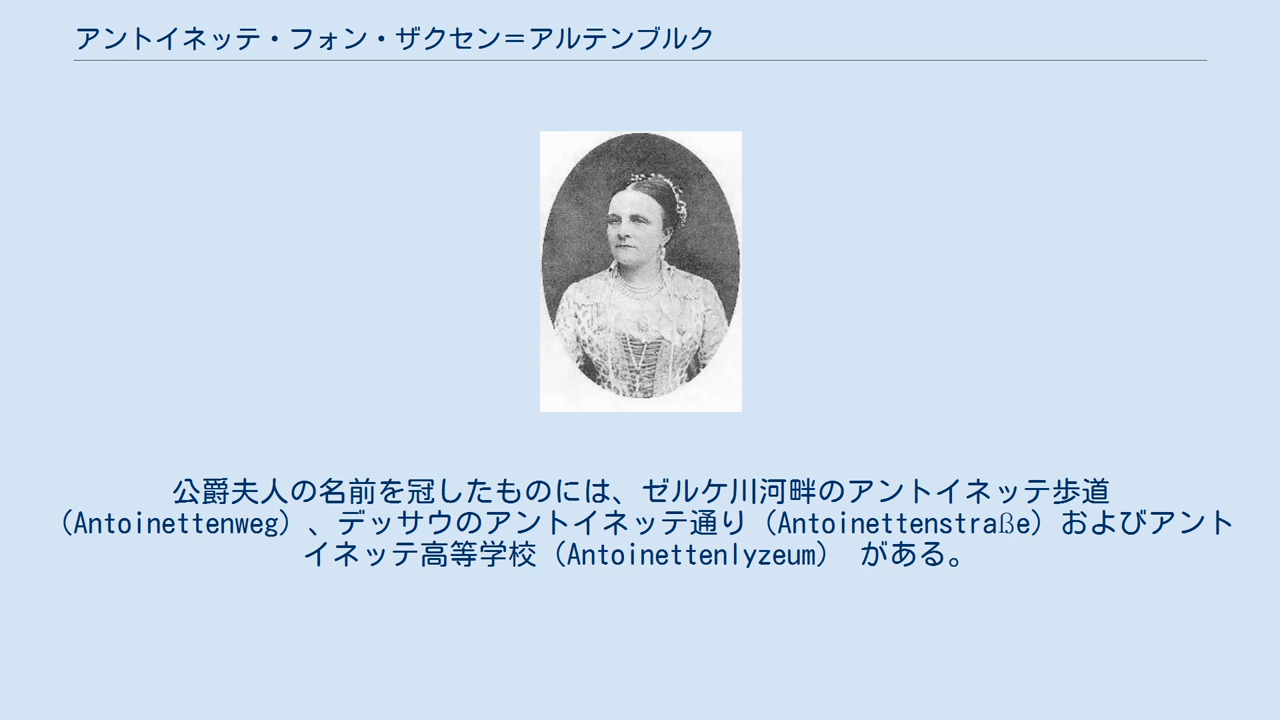 アントイネッテ・フォン・ザクセン＝アルテンブルク
公爵夫人の名前を冠したものには、ゼルケ川河畔のアントイネッテ歩道
（Antoinettenweg）、デッサウのアントイネッテ通り（Antoinettenstraße）およびアント
イネッテ高等学校（Antoinettenlyzeum） がある。